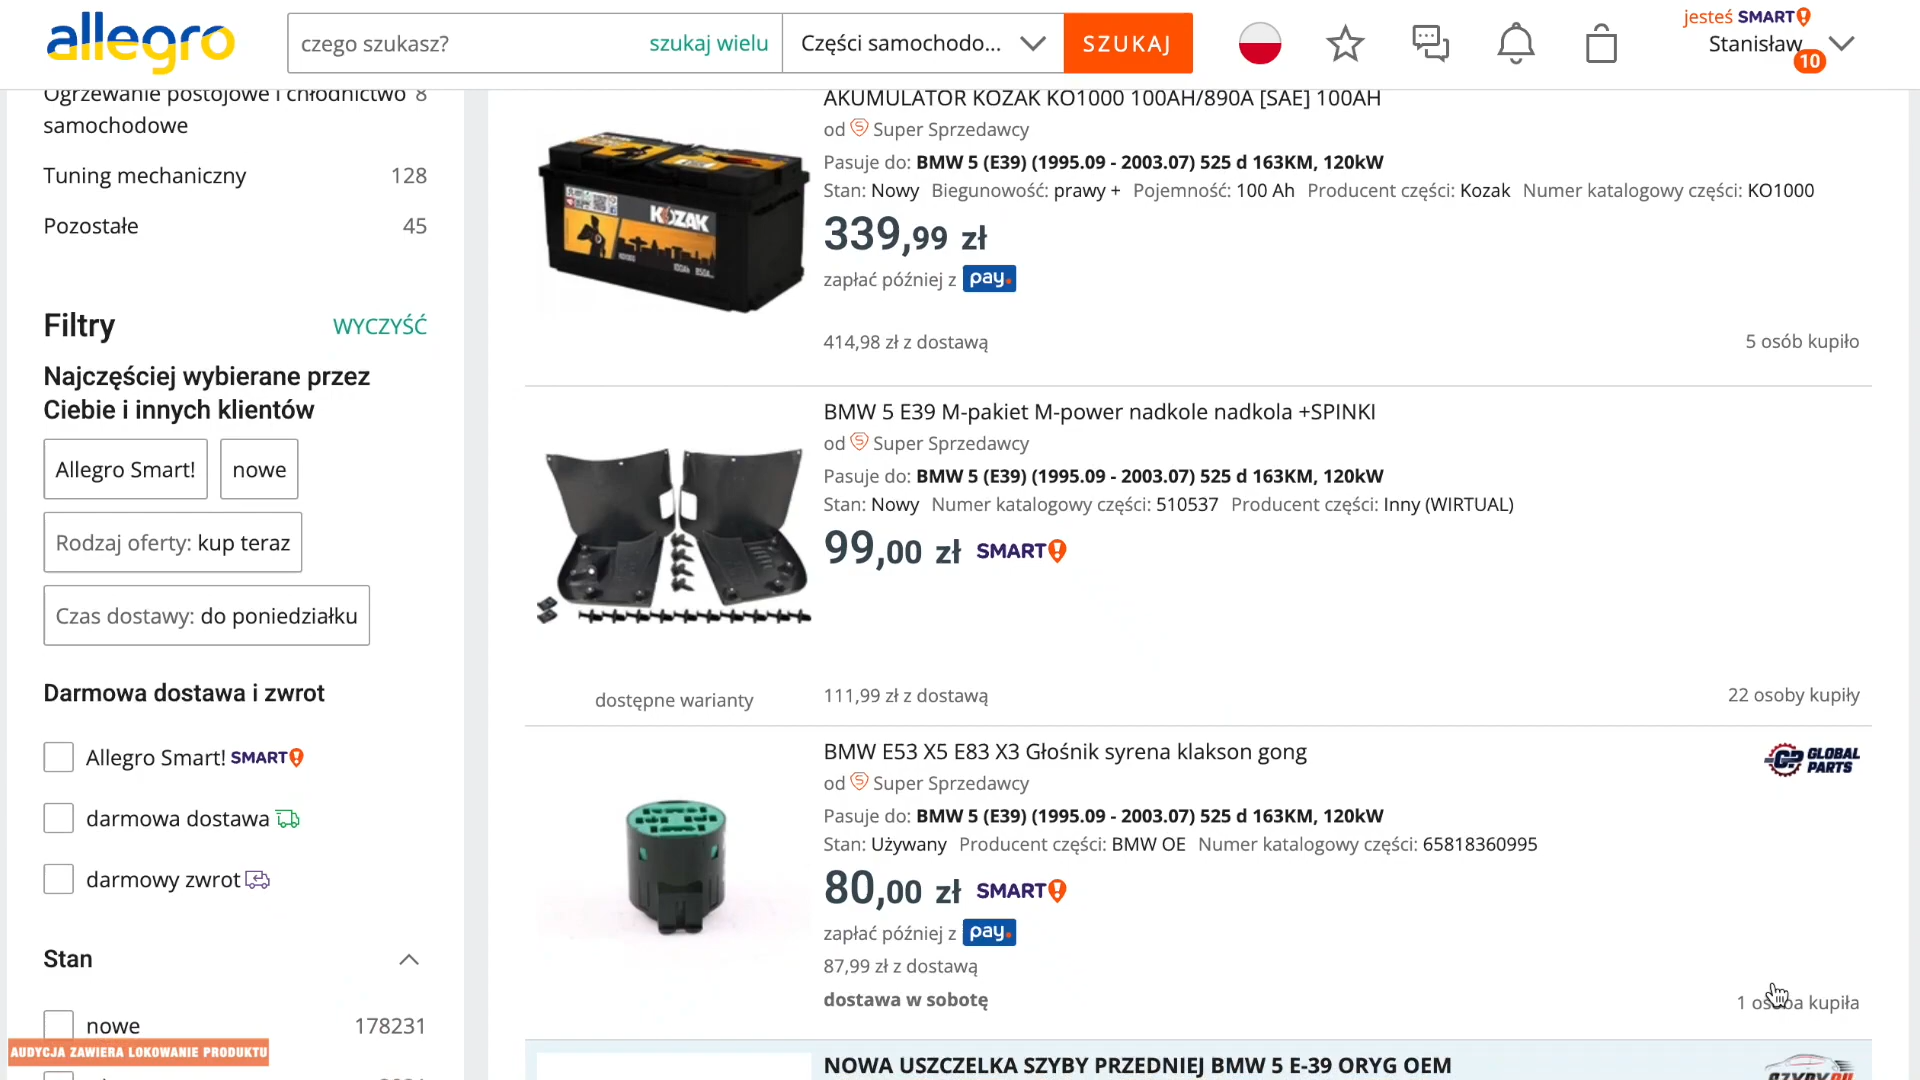 allegro
czego szukasz?
szukaj wielu
Części samochodo...
SZUKAJ
jesteś SMART!
Stanisław
10
Ogrzewanie postojowe i chłodnictwo 8
samochodowe
Tuning mechaniczny 128
Pozostałe 45
Filtry
WYCZYŚĆ
Najczęściej wybierane przez
Ciebie i innych klientów
Allegro Smart!
nowe
Rodzaj oferty: kup teraz
Czas dostawy: do poniedziałku
Darmowa dostawa i zwrot
Allegro Smart! SMART!
darmowa dostawa
darmowy zwrot
Stan
nowe 178231
AUDYCJA ZAWIERA LOKOWANIE PRODUKTU
AKUMULATOR KOZAK KO1000 100AH/890A [SAE] 100AH
od Super Sprzedawcy
Pasuje do: BMW 5 (E39) (1995.09 - 2003.07) 525 d 163KM, 120kW
Stan: Nowy Biegunowość: prawy + Pojemność: 100 Ah Producent części: Kozak Numer katalogowy części: KO1000
339,99 zł
zapłać później z pay.
414,98 zł z dostawą
5 osób kupiło
KOZAK
BMW 5 E39 M-pakiet M-power nadkole nadkola +SPINKI
od Super Sprzedawcy
Pasuje do: BMW 5 (E39) (1995.09 - 2003.07) 525 d 163KM, 120kW
Stan: Nowy Numer katalogowy części: 510537 Producent części: Inny (WIRTUAL)
99,00 zł SMART!
dostępne warianty
111,99 zł z dostawą
22 osoby kupiły
BMW E53 X5 E83 X3 Głośnik syrena klakson gong
GLOBAL
PARTS
od Super Sprzedawcy
Pasuje do: BMW 5 (E39) (1995.09 - 2003.07) 525 d 163KM, 120kW
Stan: Używany Producent części: BMW OE Numer katalogowy części: 65818360995
80,00 zł SMART!
zapłać później z pay.
87,99 zł z dostawą
dostawa w sobotę
1 osoba kupiła
NOWA USZCZELKA SZYBY PRZEDNIEJ BMW 5 E-39 ORYG OEM